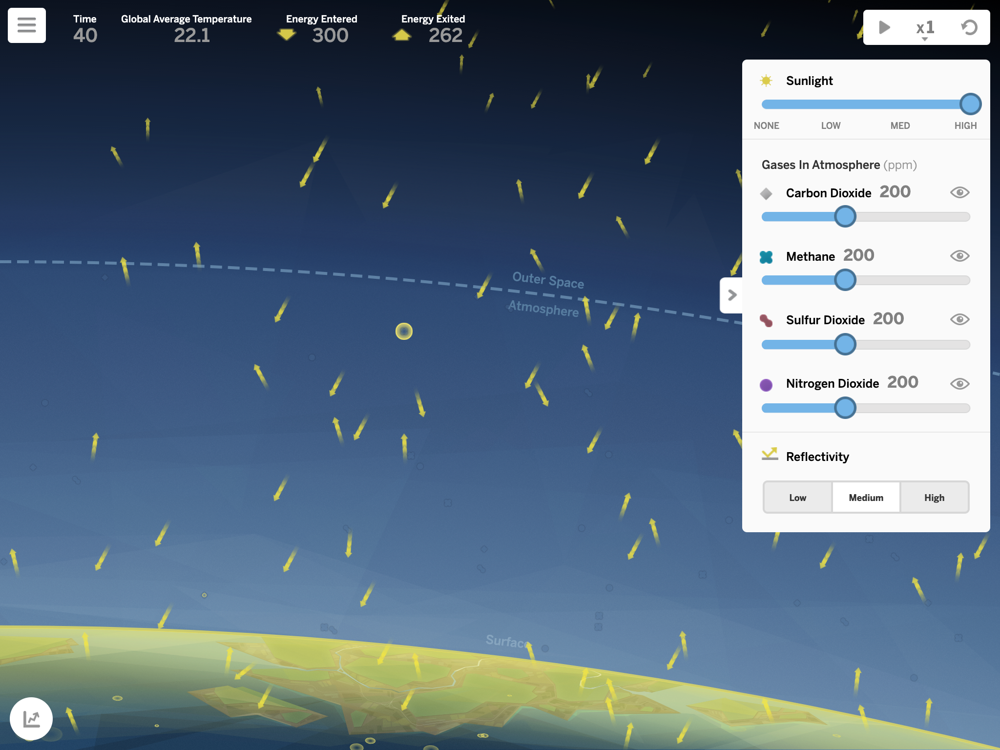 Time
40
Global Average Temperature
22.1
Energy Entered
300
Energy Exited
262
x1
Sunlight
NONE LOW MED HIGH
Gases In Atmosphere (ppm)
Carbon Dioxide 200
Methane 200
Sulfur Dioxide 200
Nitrogen Dioxide 200
Reflectivity
Low Medium High
Outer Space
Atmosphere
Surface